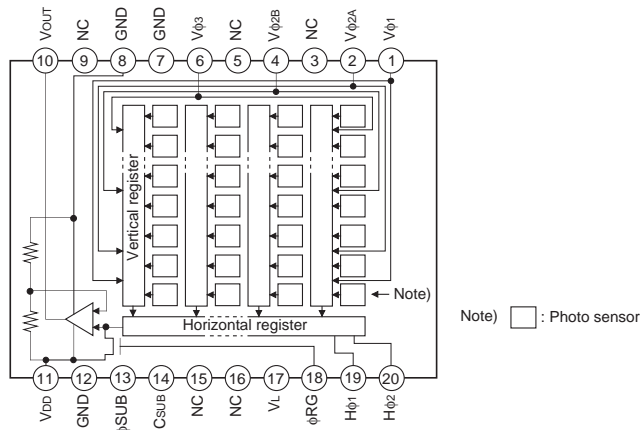 VOUT
NC
GND
GND
Vφ3
NC
Vφ2B
NC
Vφ2A
Vφ1
10 9 8 7 6 5 4 3 2 1
Vertical register
Note)
Horizontal register
Note) : Photo sensor
11 12 13 14 15 16 17 18 19 20
VDD
GND
φSUB
CSUB
NC
NC
VL
φRG
Hφ1
Hφ2